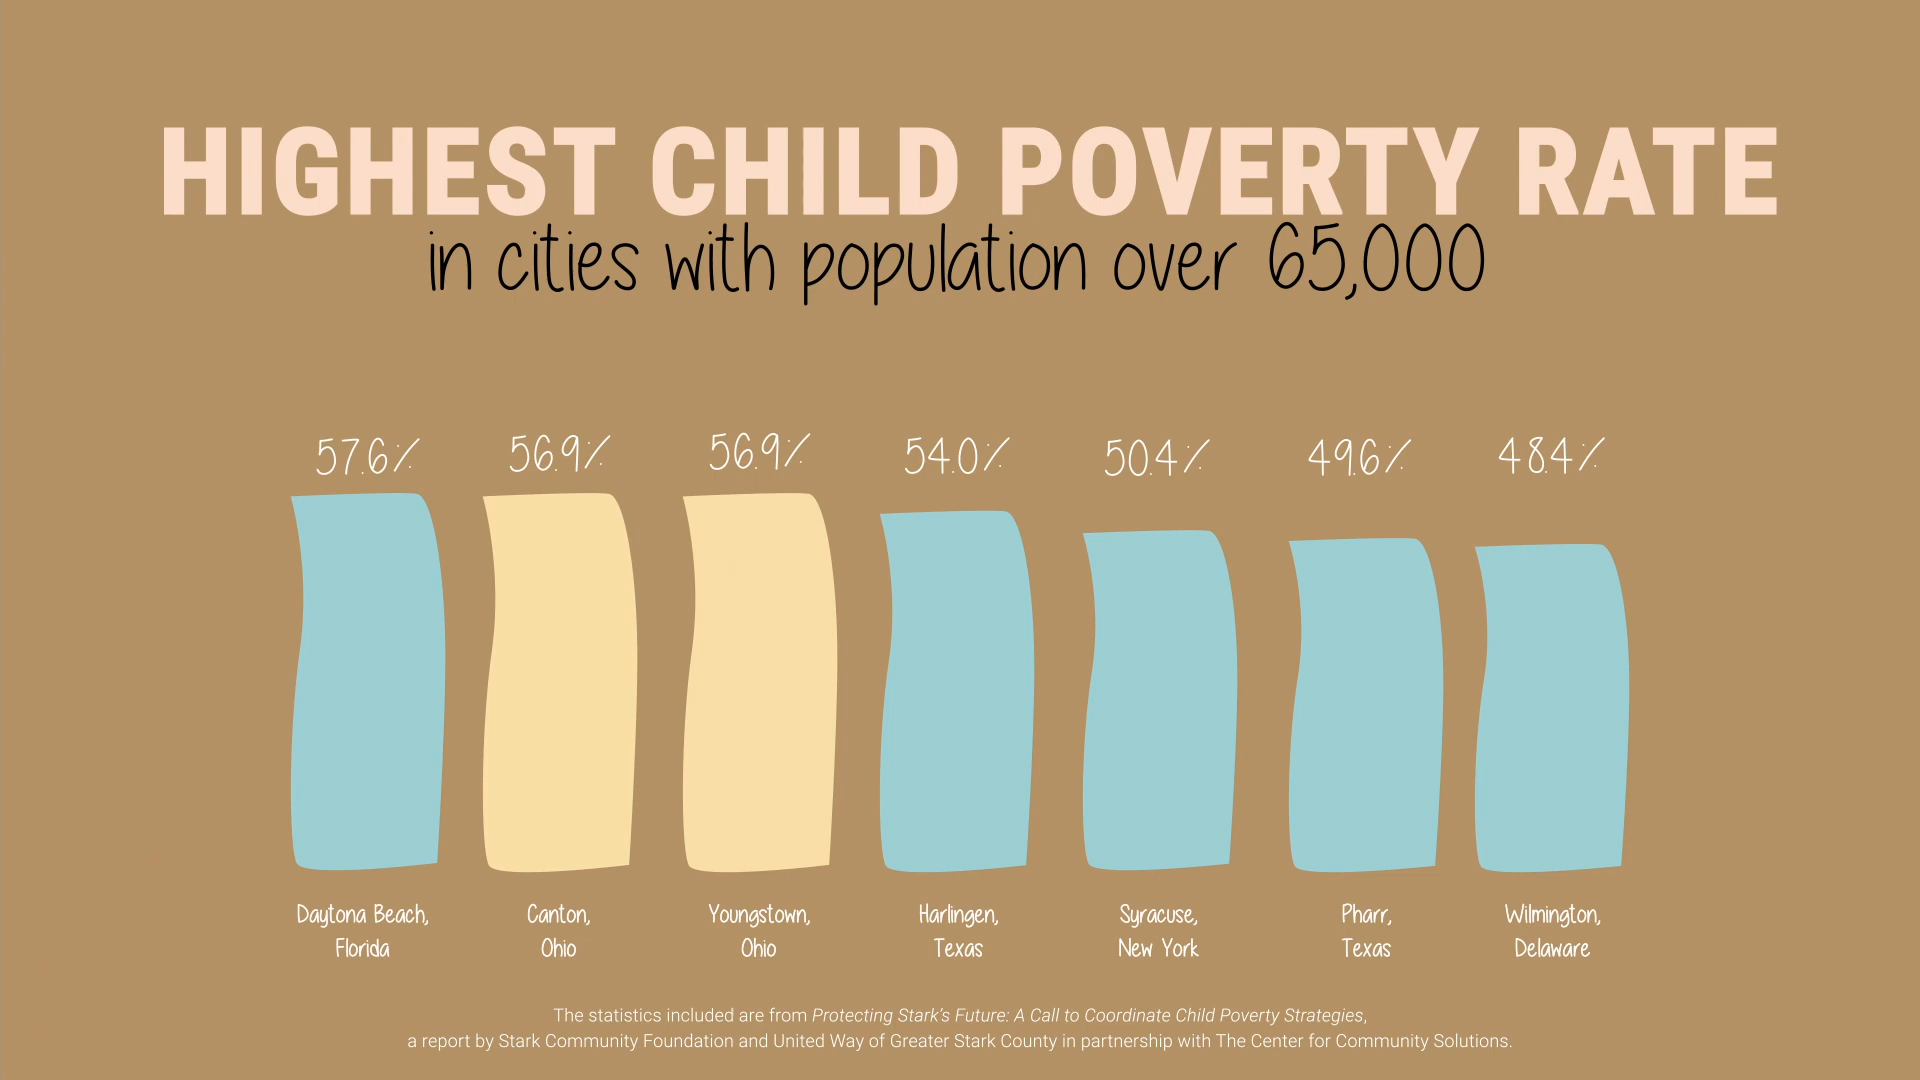 HIGHEST CHILD POVERTY RATE
in cities with population over 65,000
57.6% 56.9% 56.9% 54.0% 50.4% 49.6% 48.4%
Daytona Beach, Canton, Youngstown, Harlingen, Syracuse, Pharr, Wilmington,
Florida Ohio Ohio Texas New York Texas Delaware
The statistics included are from Protecting Stark's Future: A Call to Coordinate Child Poverty Strategies,
a report by Stark Community Foundation and United Way of Greater Stark County in partnership with The Center for Community Solutions.